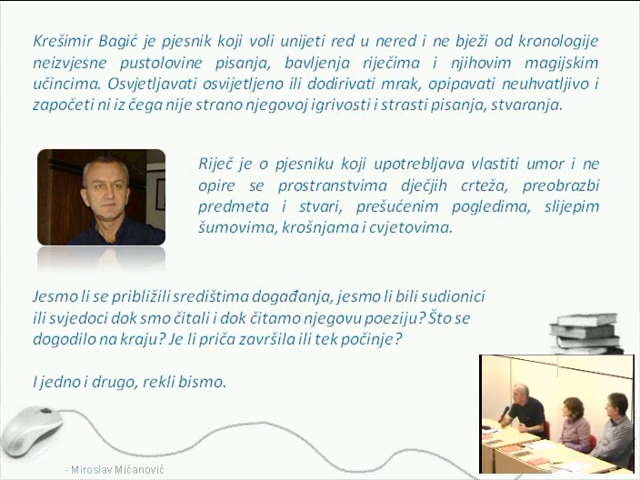 Krešimir Bagić je pjesnik koji voli unijeti red u nered i ne bježi od kronologije
neizvjesne pustolovine pisanja, bavljenja riječima i njihovim magijskim
učincima. Osvjetljavati osvijetljeno ili dodirivati mrak, opipavati neuhvatljivo i
započeti ni iz čega nije strano njegovoj igrivosti i strasti pisanja, stvaranja.
Riječ je o pjesniku koji upotrebljava vlastiti umor i ne
opire se prostranstvima dječjih crteža, preobrazbi
predmeta i stvari, prešućenim pogledima, slijepim
šumovima, krošnjama i cvjetovima.
Jesmo li se približili središtima događanja, jesmo li bili sudionici
ili svjedoci dok smo čitali i dok čitamo njegovu poeziju? Što se
dogodilo na kraju? Je li priča završila ili tek počinje?
I jedno i drugo, rekli bismo.
- Miroslav Mićanović